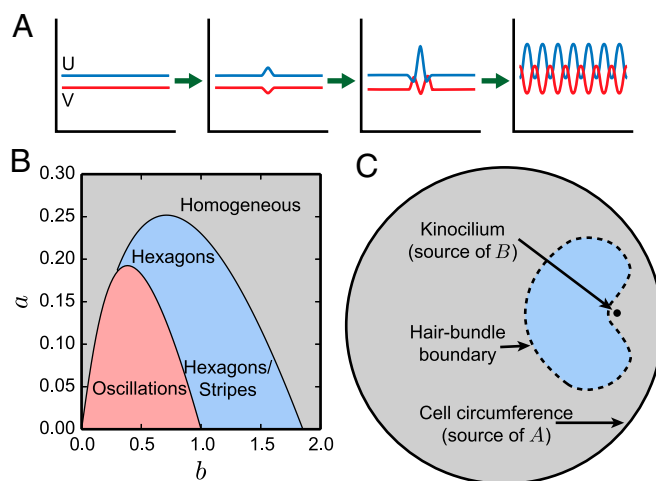 A
U
V
B
0.30
0.25
0.20
0.15
0.10
0.05
0.00
a
Homogeneous
Hexagons
Hexagons/
Stripes
Oscillations
0.0
0.5
1.0
1.5
2.0
b
C
Kinocilium
(source of B)
Hair-bundle
boundary
Cell circumference
(source of A)